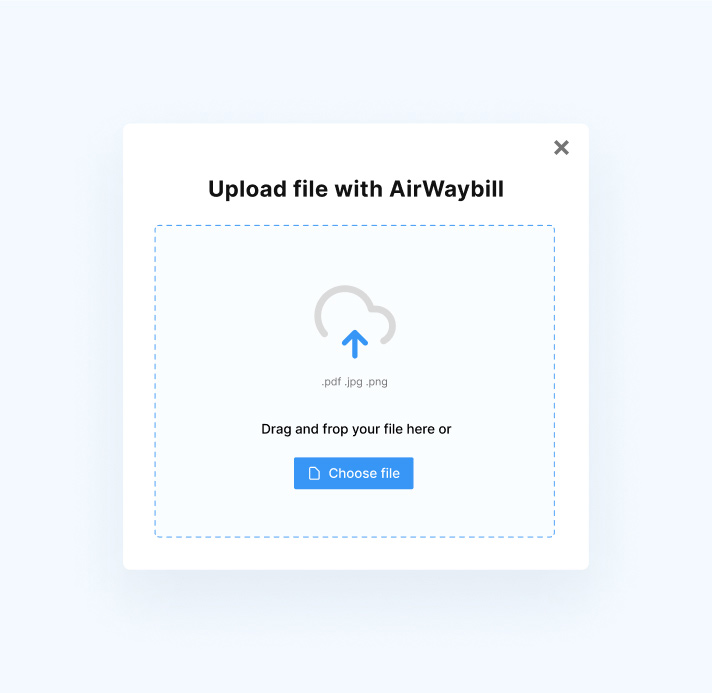 Upload file with AirWaybill
.pdf .jpg .png
Drag and frop your file here or
Choose file